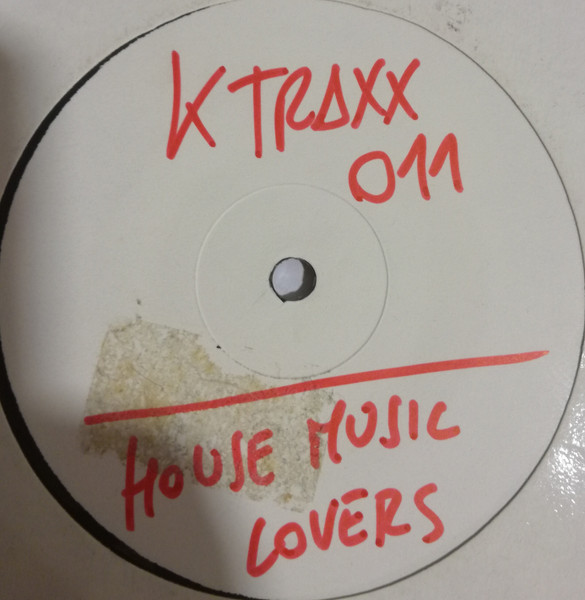 K TRAXX
011
HOUSE MUSIC
LOVERS